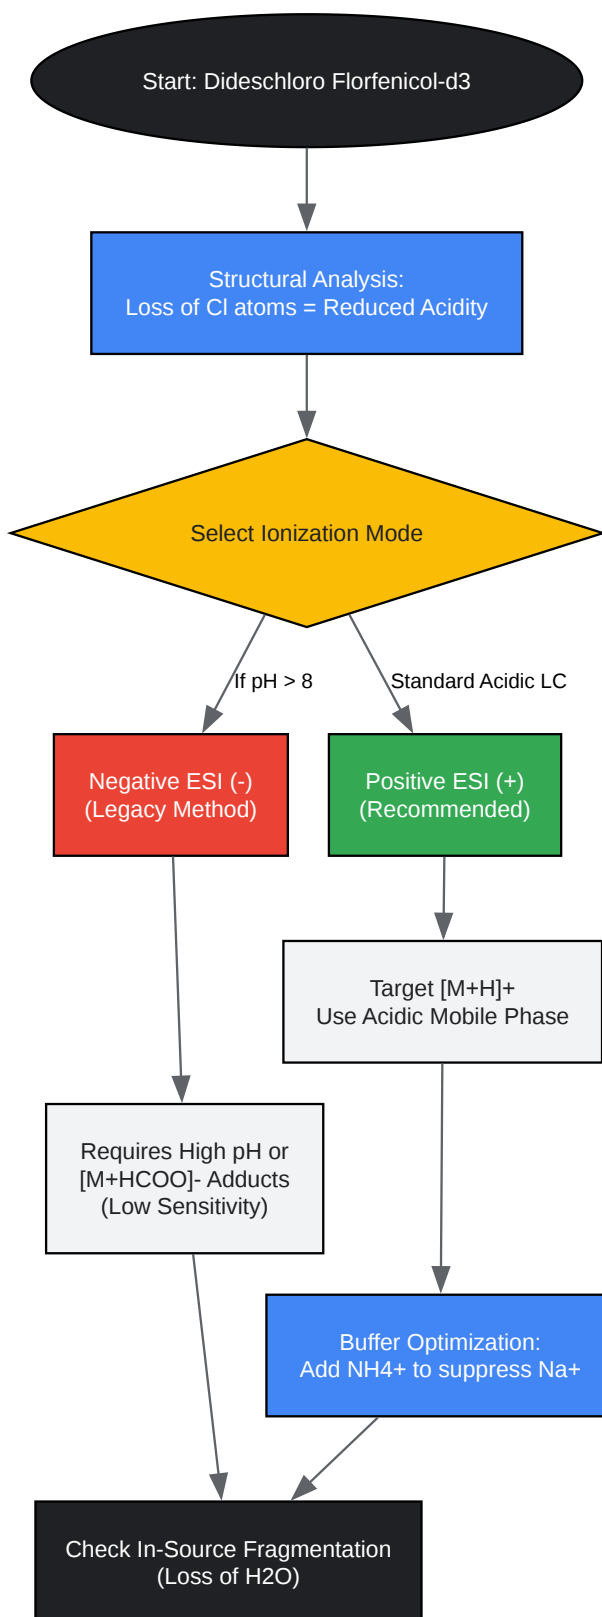 Start: Dideschloro Florfenicol-d3
Structural Analysis:
Loss of Cl atoms = Reduced Acidity
Select Ionization Mode
If pH > 8
Standard Acidic LC
Negative ESI (-)
(Legacy Method)
Positive ESI (+)
(Recommended)
Target [M+H]+
Use Acidic Mobile Phase
Requires High pH or
[M+HCOO]- Adducts
(Low Sensitivity)
Buffer Optimization:
Add NH4+ to suppress Na+
Check In-Source Fragmentation
(Loss of H2O)